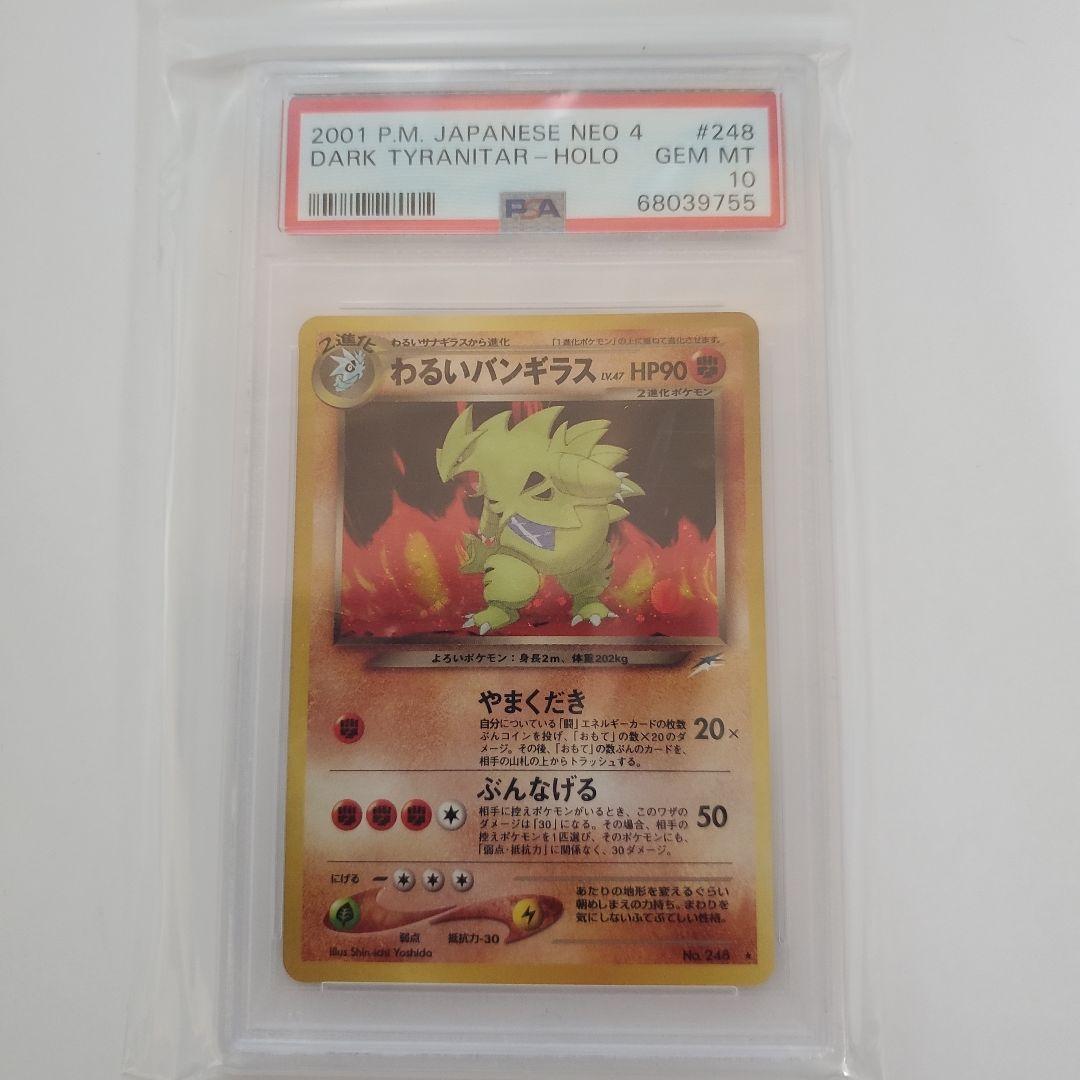 2001 P.M. JAPANESE NEO 4 #248
DARK TYRANITAR - HOLO GEM MT
10
PSA 68039755
2進化 わるいサナギラスから進化 「1進化ポケモン」の上に重ねて進化させます。
わるいバンギラス LV.47 HP90
2進化ポケモン
よろいポケモン：身長2m、体重202kg
やまくだき
自分についている「闘」エネルギーカードの枚数
ぶんコインを投げ、「おもて」の数×20のダ
メージ。その後、「おもて」の数ぶんのカードを、
相手の山札の上からトラッシュする。
20×
ぶんなげる
相手に控えポケモンがいるとき、このワザの
ダメージは「30」になる。その場合、相手の
控えポケモンを1匹選び、そのポケモンにも、
「弱点・抵抗力」に関係なく、30ダメージ。
50
にげる
あたりの地形を変えるぐらい
朝めしまえの力持ち。まわりを
気にしないふてぶてしい性格。
弱点 抵抗力-30
Illus. Shin-ichi Yoshida No. 248 ★